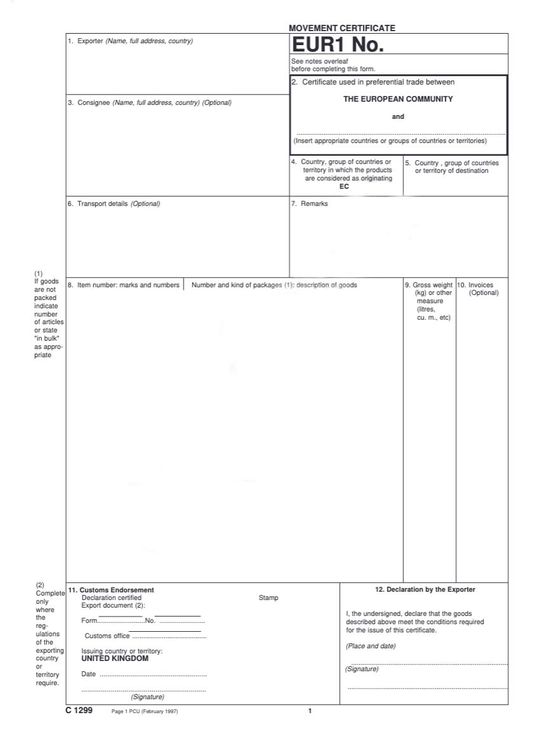 MOVEMENT CERTIFICATE
1. Exporter (Name, full address, country)
EUR1 No.
See notes overleaf
before completing this form.
2. Certificate used in preferential trade between
THE EUROPEAN COMMUNITY
and
(Insert appropriate countries or groups of countries or territories)
3. Consignee (Name, full address, country) (Optional)
4. Country, group of countries or
territory in which the products
are considered as originating
EC
5. Country , group of countries
or territory of destination
6. Transport details (Optional)
7. Remarks
(1)
If goods
are not
packed
indicate
number
of articles
or state
"in bulk"
as appro-
priate
8. Item number: marks and numbers
Number and kind of packages (1): description of goods
9. Gross weight
(kg) or other
measure
(litres,
cu. m., etc)
10. Invoices
(Optional)
(2)
Complete
only
where
the
reg-
ulations
of the
exporting
country
or
territory
require.
11. Customs Endorsement
Declaration certified
Export document (2):
Stamp
Form..............No. ..............
Customs office .......................
Issuing country or territory:
UNITED KINGDOM
Date .................................
(Signature)
12. Declaration by the Exporter
I, the undersigned, declare that the goods
described above meet the conditions required
for the issue of this certificate.
(Place and date)
(Signature)
C 1299
Page 1 PCU (February 1997)
1